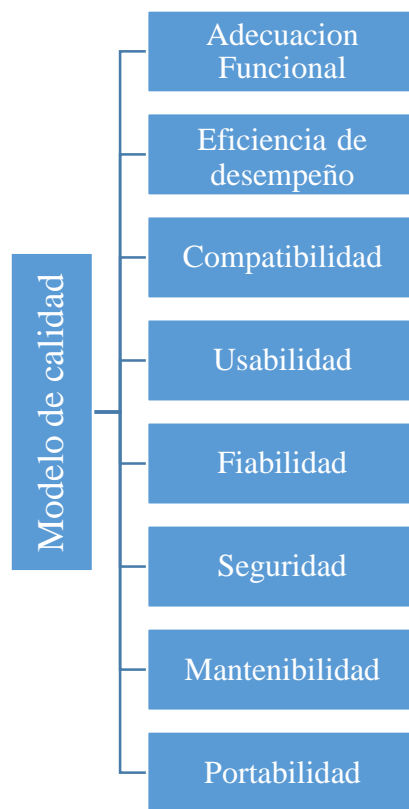 Modelo de calidad
Adecuacion
Funcional
Eficiencia de
desempeño
Compatibilidad
Usabilidad
Fiabilidad
Seguridad
Mantenibilidad
Portabilidad